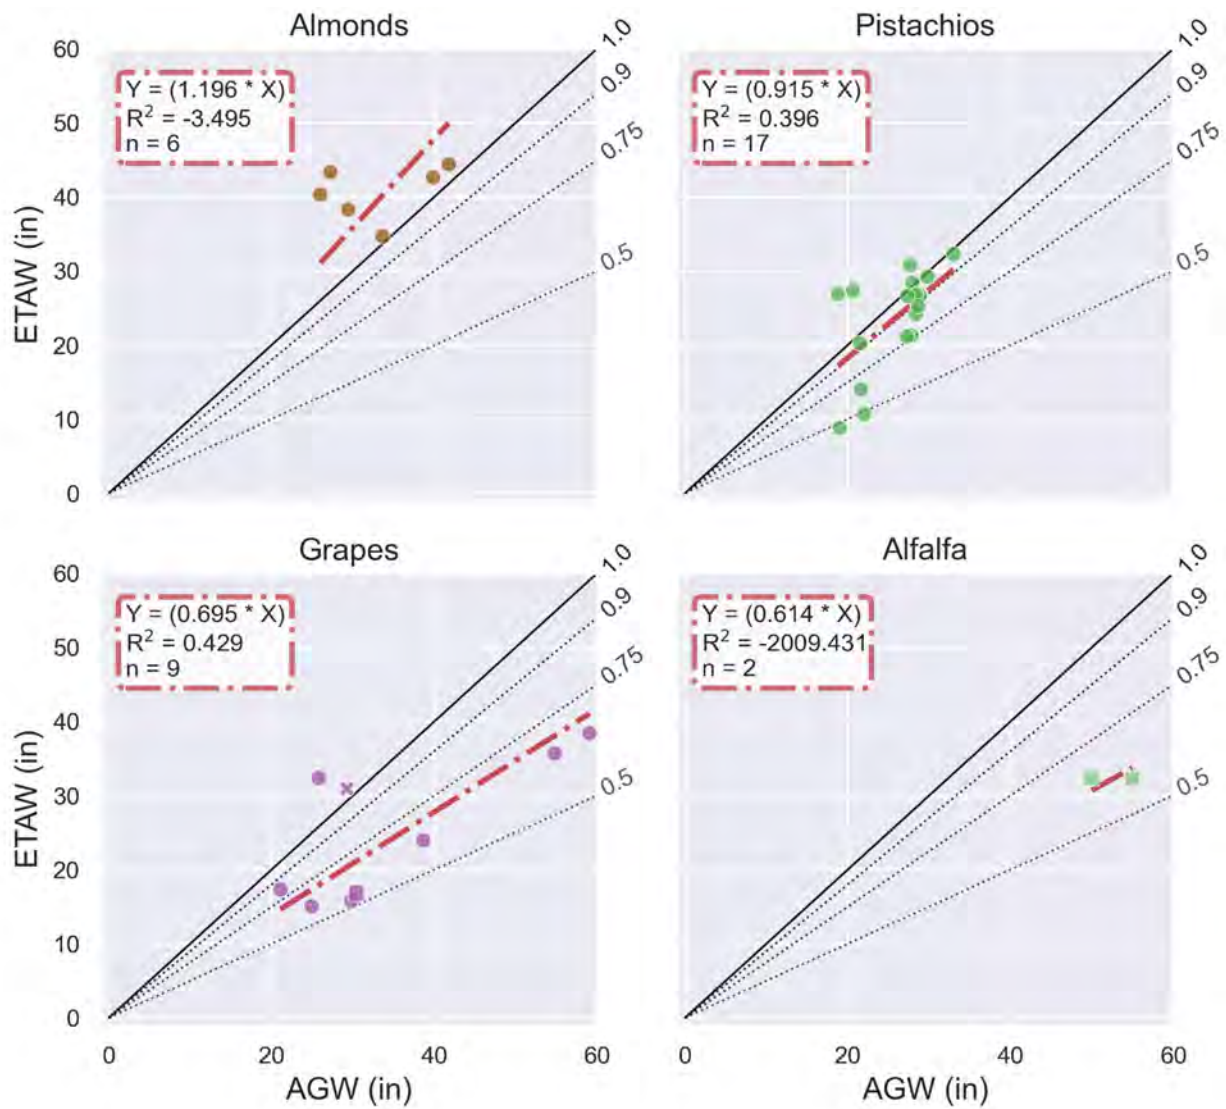 Almonds
Y = (1.196 * X)
R² = -3.495
n = 6
1.0
0.9
0.75
0.5
60
50
40
30
20
10
0
ETAW (in)
Pistachios
Y = (0.915 * X)
R² = 0.396
n = 17
1.0
0.9
0.75
0.5
Grapes
Y = (0.695 * X)
R² = 0.429
n = 9
1.0
0.9
0.75
0.5
60
50
40
30
20
10
0
ETAW (in)
0 20 40 60
AGW (in)
Alfalfa
Y = (0.614 * X)
R² = -2009.431
n = 2
1.0
0.9
0.75
0.5
0 20 40 60
AGW (in)